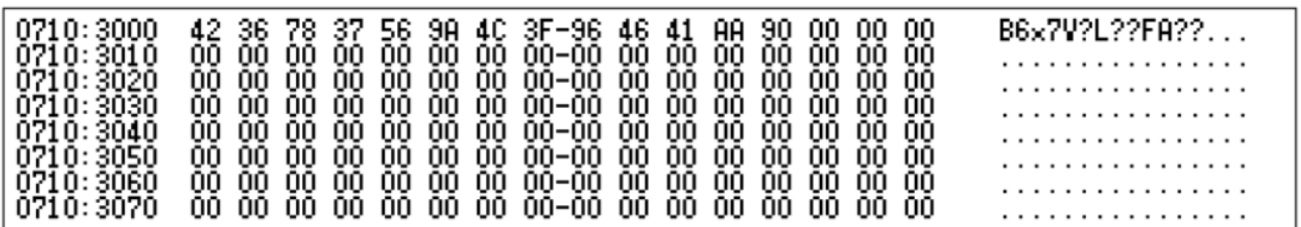 0710:3000 42 36 78 37 56 9A 4C 3F-96 46 41 AA 90 00 00 00 B6x7V?L??FA??...
0710:3010 00 00 00 00 00 00 00 00-00 00 00 00 00 00 00 00 ................
0710:3020 00 00 00 00 00 00 00 00-00 00 00 00 00 00 00 00 ................
0710:3030 00 00 00 00 00 00 00 00-00 00 00 00 00 00 00 00 ................
0710:3040 00 00 00 00 00 00 00 00-00 00 00 00 00 00 00 00 ................
0710:3050 00 00 00 00 00 00 00 00-00 00 00 00 00 00 00 00 ................
0710:3060 00 00 00 00 00 00 00 00-00 00 00 00 00 00 00 00 ................
0710:3070 00 00 00 00 00 00 00 00-00 00 00 00 00 00 00 00 ................